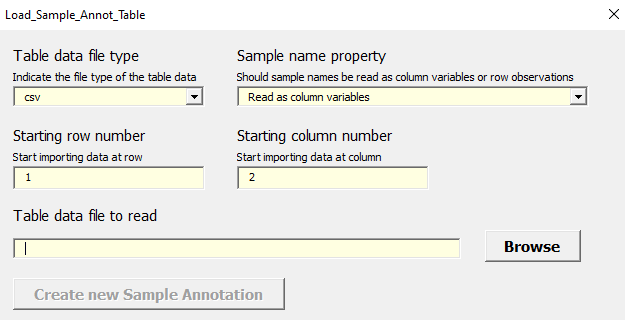 Load_Sample_Annot_Table
Table data file type
Sample name property
Indicate the file type of the table data
Should sample names be read as column variables or row observations
csv
Read as column variables
Starting row number
Starting column number
Start importing data at row
Start importing data at column
1
2
Table data file to read
Browse
Create new Sample Annotation